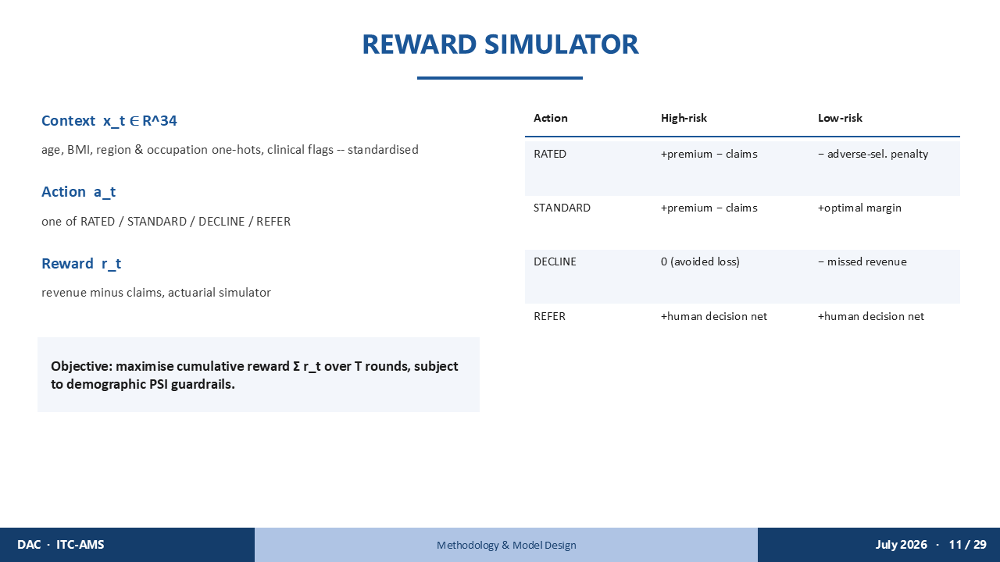 REWARD SIMULATOR
Context x_t ∈ R^34
age, BMI, region & occupation one-hots, clinical flags -- standardised
Action a_t
one of RATED / STANDARD / DECLINE / REFER
Reward r_t
revenue minus claims, actuarial simulator
Objective: maximise cumulative reward Σ r_t over T rounds, subject
to demographic PSI guardrails.
Action High-risk Low-risk
RATED +premium − claims − adverse-sel. penalty
STANDARD +premium − claims +optimal margin
DECLINE 0 (avoided loss) − missed revenue
REFER +human decision net +human decision net
DAC · ITC-AMS
Methodology & Model Design
July 2026 · 11 / 29